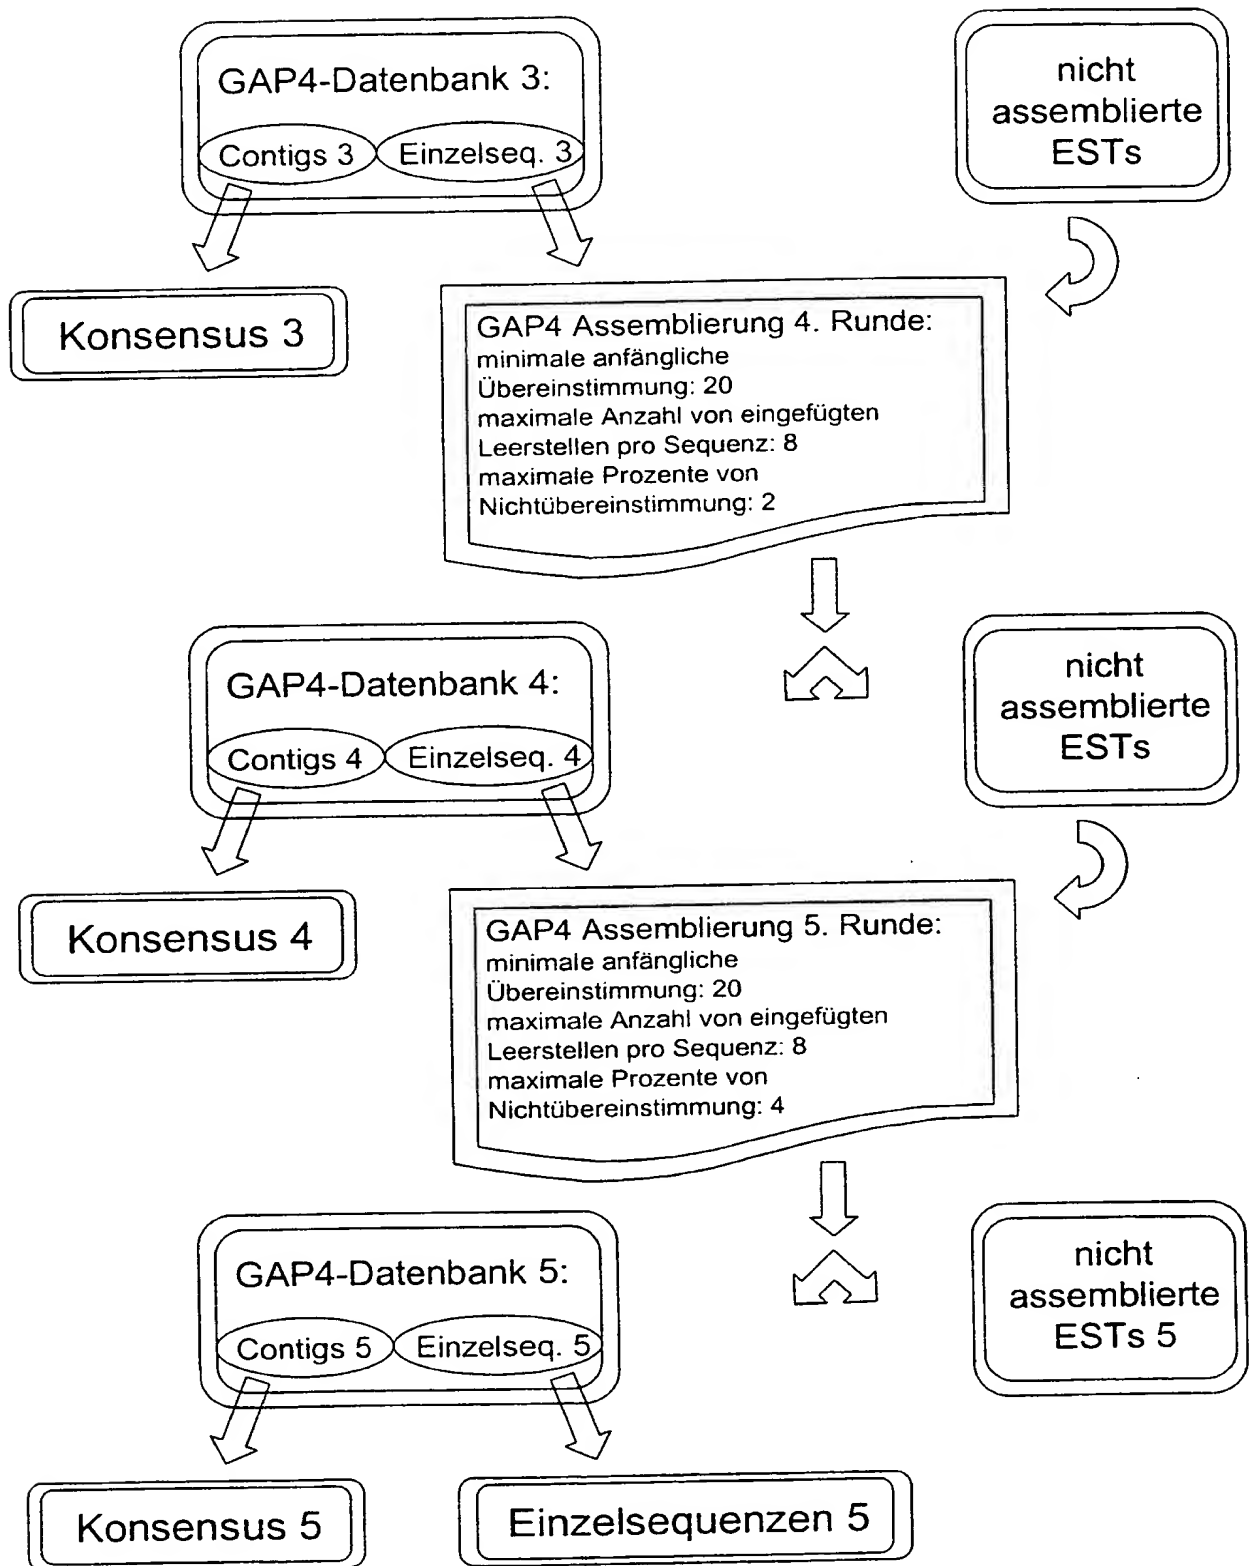 GAP4-Datenbank 3:
Contigs 3
Einzelseq. 3
nicht
assemblierte
ESTs
Konsensus 3
GAP4 Assemblierung 4. Runde:
minimale anfängliche
Übereinstimmung: 20
maximale Anzahl von eingefügten
Leerstellen pro Sequenz: 8
maximale Prozente von
Nichtübereinstimmung: 2
GAP4-Datenbank 4:
Contigs 4
Einzelseq. 4
nicht
assemblierte
ESTs
Konsensus 4
GAP4 Assemblierung 5. Runde:
minimale anfängliche
Übereinstimmung: 20
maximale Anzahl von eingefügten
Leerstellen pro Sequenz: 8
maximale Prozente von
Nichtübereinstimmung: 4
GAP4-Datenbank 5:
Contigs 5
Einzelseq. 5
nicht
assemblierte
ESTs 5
Konsensus 5
Einzelsequenzen 5